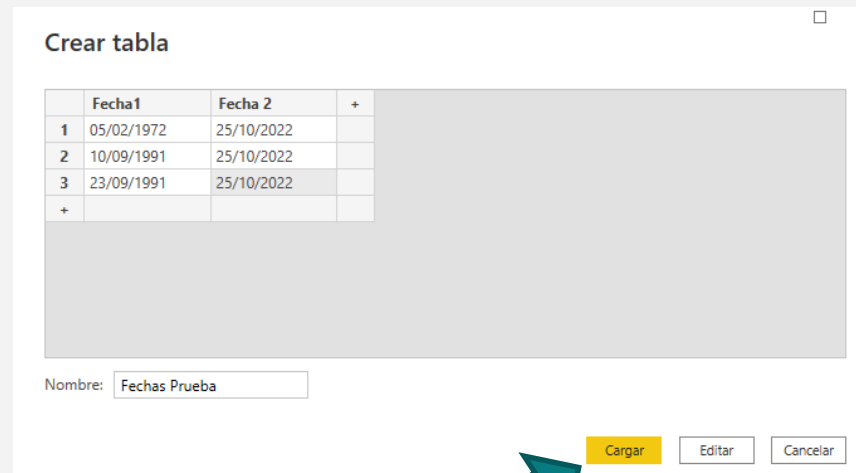 Crear tabla
Fecha1 Fecha 2 +
1 05/02/1972 25/10/2022
2 10/09/1991 25/10/2022
3 23/09/1991 25/10/2022
+
Nombre: Fechas Prueba
Cargar Editar Cancelar